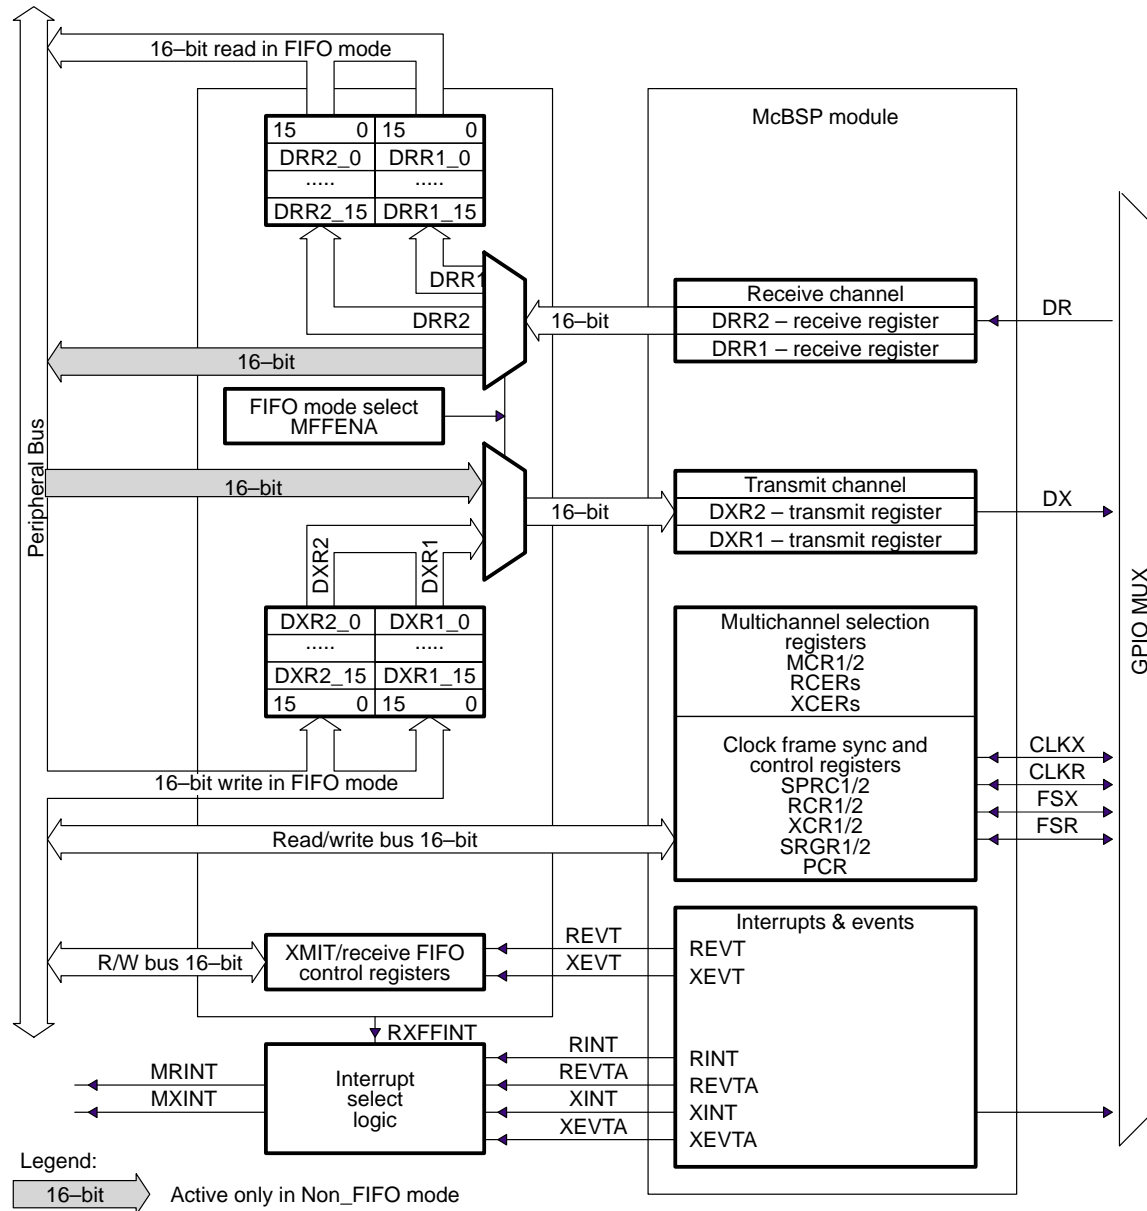 16–bit read in FIFO mode
McBSP module
15 0 15 0
DRR2_0 DRR1_0
..... .....
DRR2_15 DRR1_15
DRR1
DRR2
16–bit
Receive channel
DRR2 – receive register
DRR1 – receive register
DR
16–bit
FIFO mode select
MFFENA
Peripheral Bus
16–bit
16–bit
Transmit channel
DXR2 – transmit register
DXR1 – transmit register
DX
DXR2
DXR1
DXR2_0 DXR1_0
..... .....
DXR2_15 DXR1_15
15 0 15 0
16–bit write in FIFO mode
Multichannel selection
registers
MCR1/2
RCERs
XCERs
Clock frame sync and
control registers
SPRC1/2
RCR1/2
XCR1/2
SRGR1/2
PCR
CLKX
CLKR
FSX
FSR
GPIO MUX
Read/write bus 16–bit
R/W bus 16–bit
XMIT/receive FIFO
control registers
REVT
XEVT
Interrupts & events
REVT
XEVT
RINT
REVTA
XINT
XEVTA
RXFFINT
RINT
REVTA
XINT
XEVTA
Interrupt
select
logic
MRINT
MXINT
Legend:
16–bit Active only in Non_FIFO mode